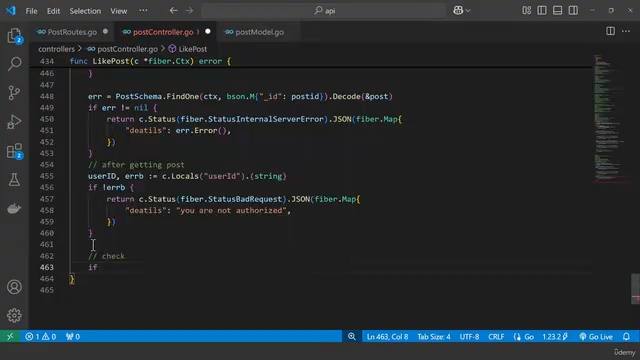 api
PostRoutes.go
postController.go
postModel.go
controllers > postController.go > LikePost
434 func LikePost(c *fiber.Ctx) error {
446 }
447
448 err = PostSchema.FindOne(ctx, bson.M{"_id": postid}).Decode(&post)
449 if err != nil {
450 return c.Status(fiber.StatusInternalServerError).JSON(fiber.Map{
451 "deatils": err.Error(),
452 })
453 }
454 // after getting post
455 userID, errb := c.Locals("userId").(string)
456 if !errb {
457 return c.Status(fiber.StatusBadRequest).JSON(fiber.Map{
458 "deatils": "you are not authorized",
459 })
460 }
461
462 // check
463 if
464 }
465
1 0 0 Ln 463, Col 8 Tab Size: 4 UTF-8 CRLF Go 1.23.2 Go Live
Udemy